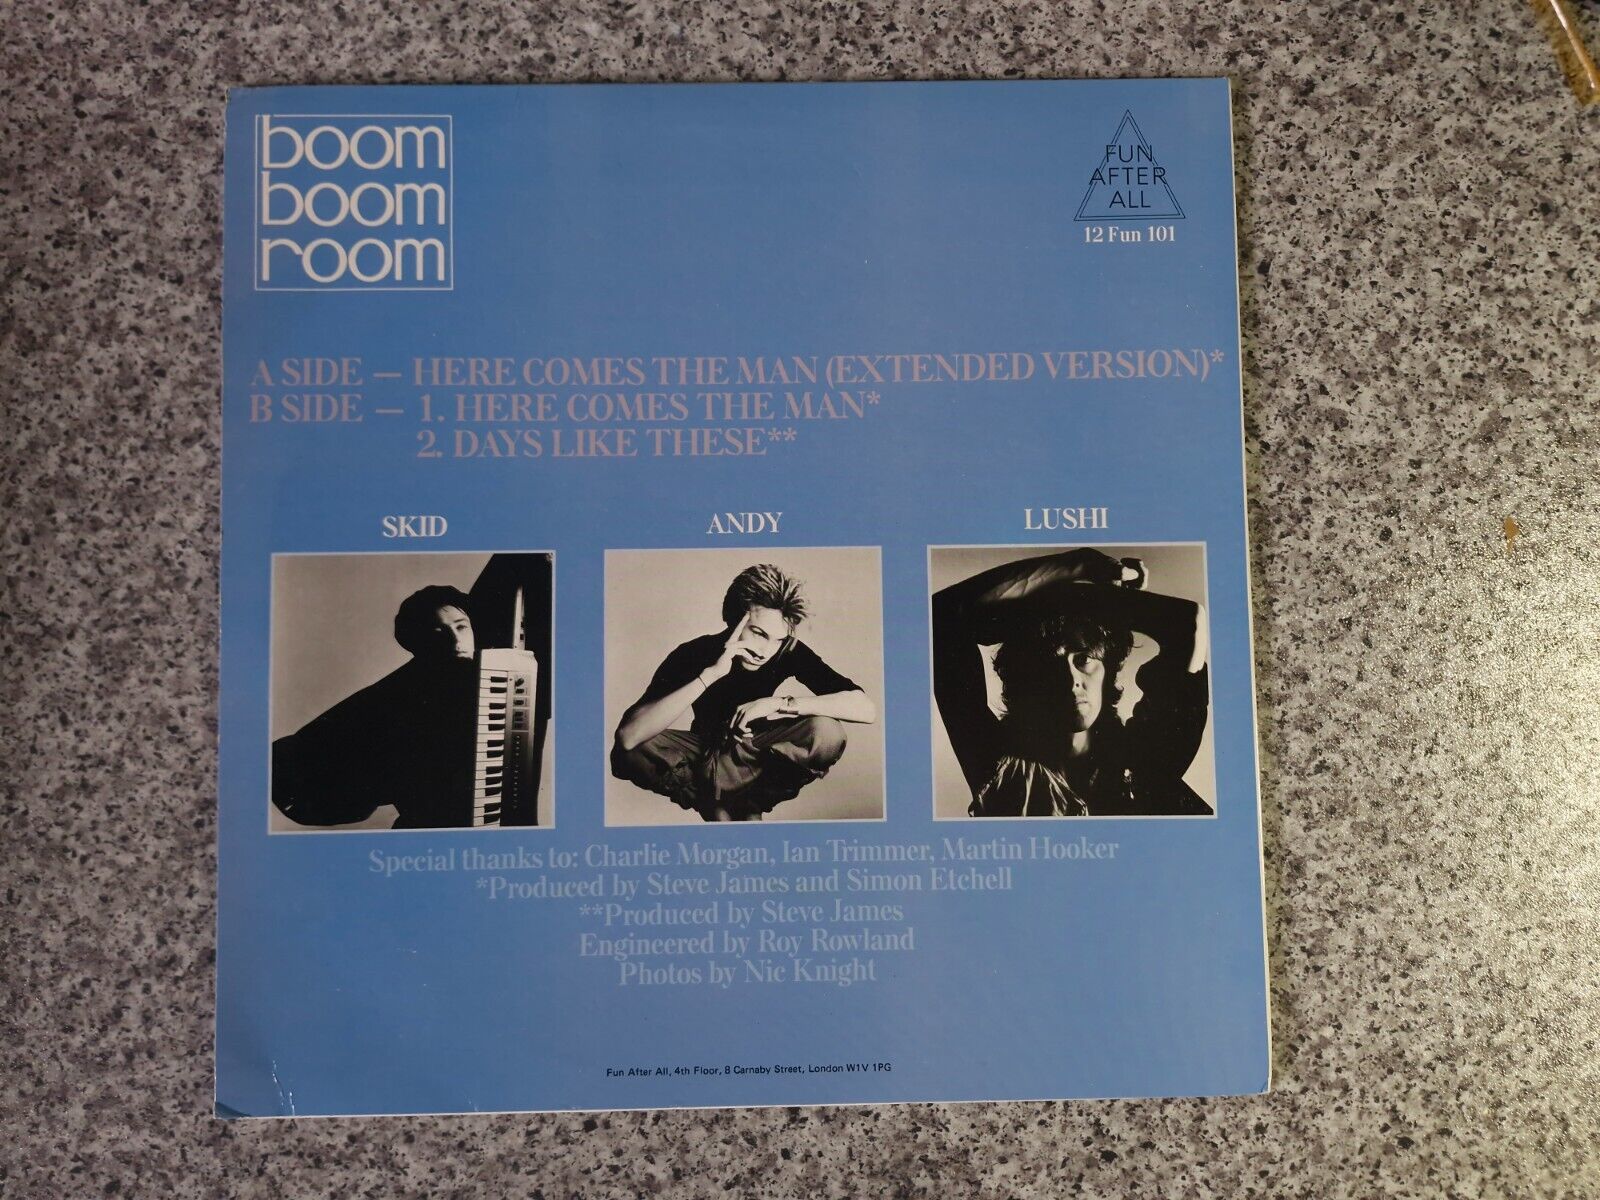 boom
boom
room
FUN
AFTER
ALL
12 Fun 101
A SIDE — HERE COMES THE MAN (EXTENDED VERSION)*
B SIDE — 1. HERE COMES THE MAN*
2. DAYS LIKE THESE**
SKID
ANDY
LUSHI
Special thanks to: Charlie Morgan, Ian Trimmer, Martin Hooker
*Produced by Steve James and Simon Etchell
**Produced by Steve James
Engineered by Roy Rowland
Photos by Nic Knight
Fun After All, 4th Floor, 8 Carnaby Street, London W1V 1PG